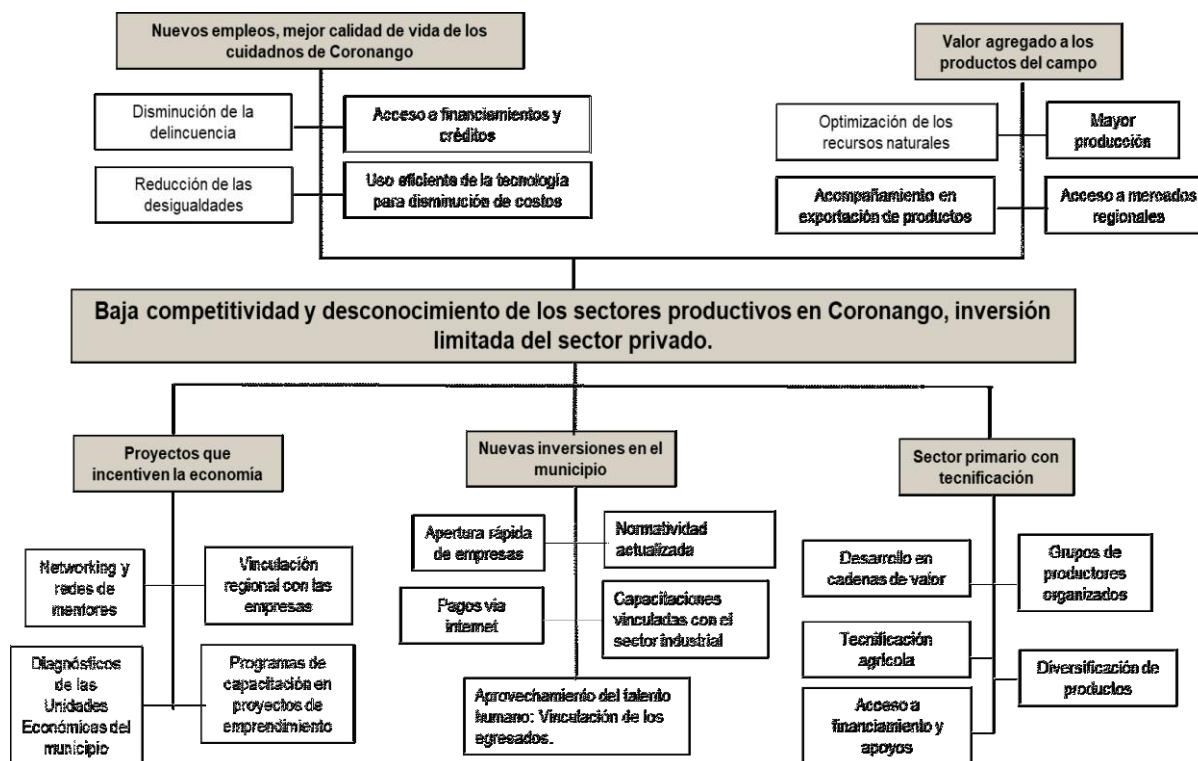 Nuevos empleos, mejor calidad de vida de los
cuidadnos de Coronango
Valor agregado a los
productos del campo
Disminución de la
delincuencia
Acceso a financiamientos y
créditos
Reducción de las
desigualdades
Uso eficiente de la tecnología
para disminución de costos
Optimización de los
recursos naturales
Mayor
producción
Acompañamiento en
exportación de productos
Acceso a mercados
regionales
Baja competitividad y desconocimiento de los sectores productivos en Coronango, inversión
limitada del sector privado.
Proyectos que
incentiven la economía
Nuevas inversiones en el
municipio
Sector primario con
tecnificación
Networking y
redes de
mentores
Vinculación
regional con las
empresas
Diagnósticos
de las
Unidades
Económicas del
municipio
Programas de
capacitación en
proyectos de
emprendimiento
Apertura rápida
de empresas
Normatividad
actualizada
Pagos vía
internet
Capacitaciones
vinculadas con el
sector industrial
Aprovechamiento del talento
humano: Vinculación de los
egresados.
Desarrollo en
cadenas de valor
Grupos de
productores
organizados
Tecnificación
agrícola
Diversificación de
productos
Acceso a
financiamiento y
apoyos